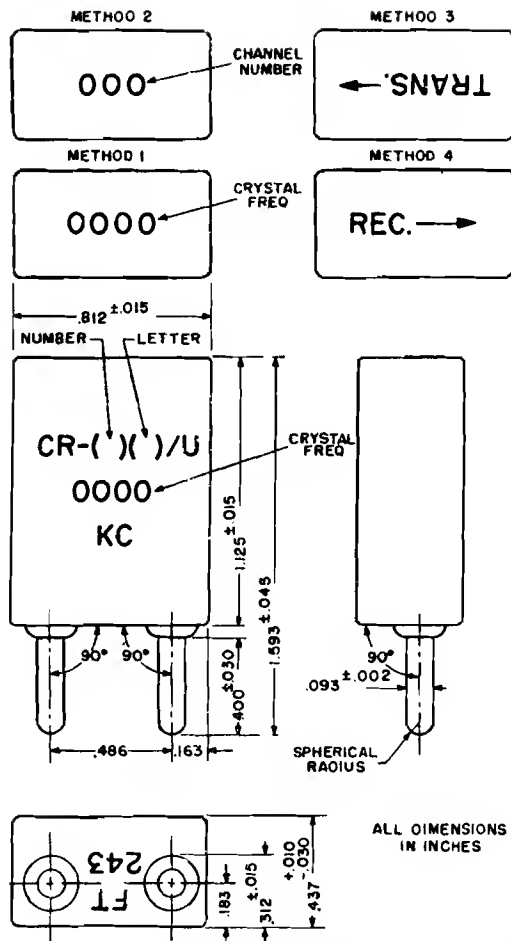 METHOD 2
METHOD 3
000
CHANNEL
NUMBER
TRANS.
METHOD 1
METHOD 4
0000
CRYSTAL
FREQ
REC.
.812 ±.015
NUMBER
LETTER
CR-( )( )/U
0000
KC
CRYSTAL
FREQ
1.125 ±.015
1.593 ±.045
90°
90°
.400 ±.030
.486
.163
90°
.093 ±.002
SPHERICAL
RADIUS
FT
243
.183
.312 ±.015
.437 +.010 -.030
ALL DIMENSIONS
IN INCHES